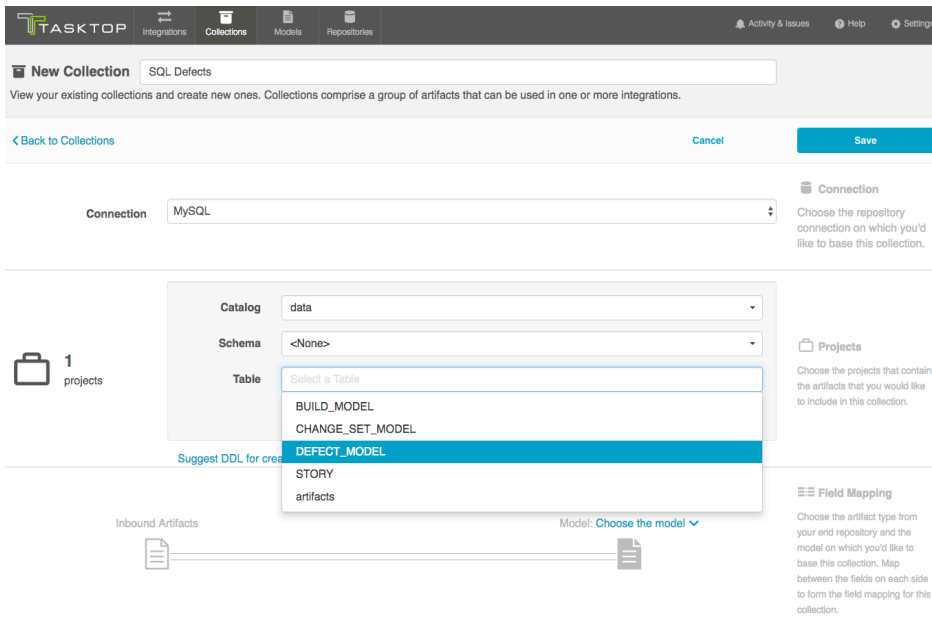 TASKTOP
Integrations
Collections
Models
Repositories
Activity & Issues
Help
New Collection
SQL Defects
View your existing collections and create new ones. Collections comprise a group of artifacts that can be used in one or more integrations.
Back to Collections
Cancel
Save
Connection
MySQL
Connection
Choose the repository
connection on which you'd
like to base this collection.
1
projects
Catalog
data
Schema
<None>
Table
Select a Table
BUILD_MODEL
CHANGE_SET_MODEL
DEFECT_MODEL
STORY
artifacts
Suggest DDL for
Projects
Choose the projects that contain
the artifacts that you would like
to include in this collection.
Inbound Artifacts
Model: Choose the model
Field Mapping
Choose the artifact type from
your end repository and the
model on which you'd like to
base this collection. Map
between the fields on each side
to form the field mapping for this
collection.